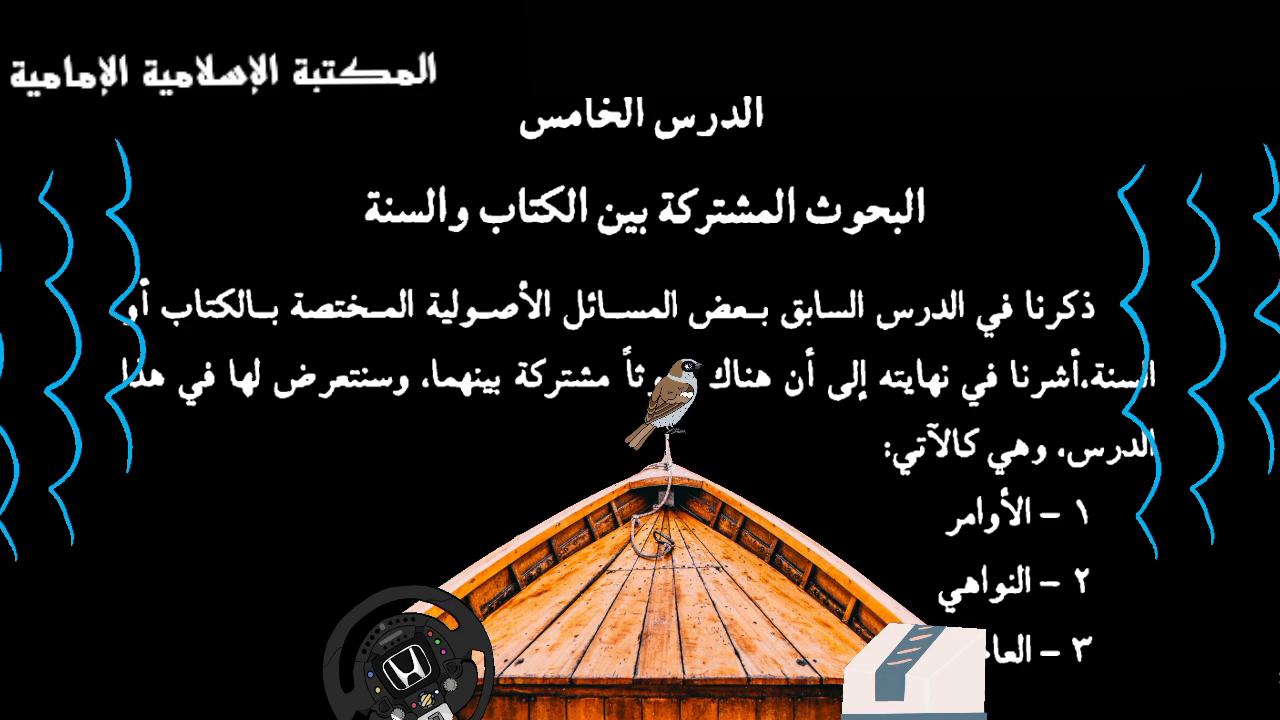 المكتبة الإسلامية الإمامية
الدرس الخامس
البحوث المشتركة بين الكتاب والسنة
ذكرنا في الدرس السابق بعض المسائل الأصولية المختصة بالكتاب أو
السنة.أشرنا في نهايته إلى أن هناك مشتركة بينهما، وسنتعرض لها في هذا
الدرس، وهي كالآتي:
١ - الأوامر
٢ - النواهي
٣ -